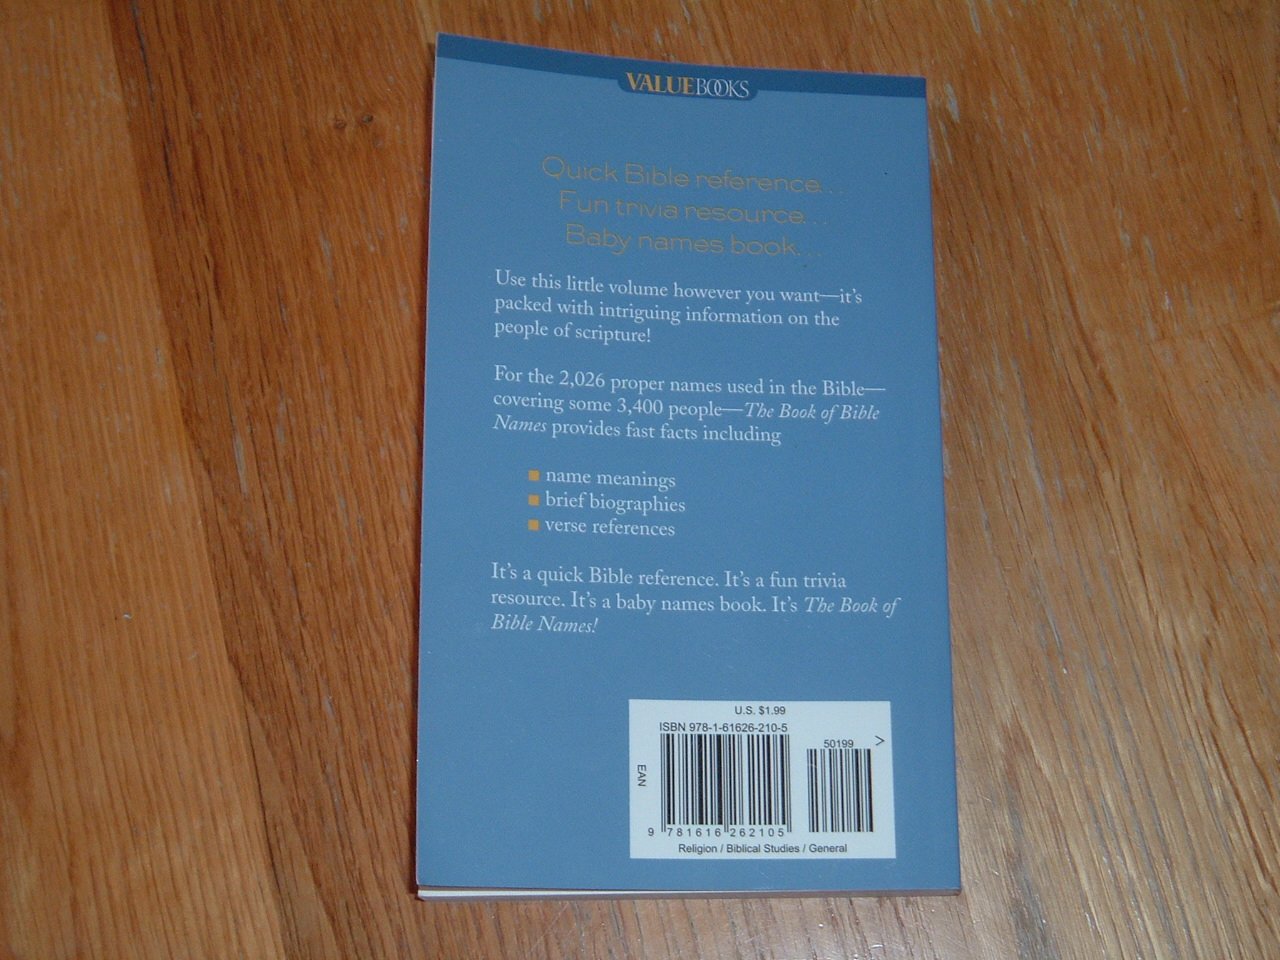 VALUEBOOKS
Quick Bible reference...
Fun trivia resource...
Baby names book...
Use this little volume however you want—it's
packed with intriguing information on the
people of scripture!
For the 2,026 proper names used in the Bible—
covering some 3,400 people—The Book of Bible
Names provides fast facts including
■ name meanings
■ brief biographies
■ verse references
It's a quick Bible reference. It's a fun trivia
resource. It's a baby names book. It's The Book of
Bible Names!
U.S. $1.99
ISBN 978-1-61626-210-5
50199 >
EAN
9 781616 262105
Religion / Biblical Studies / General